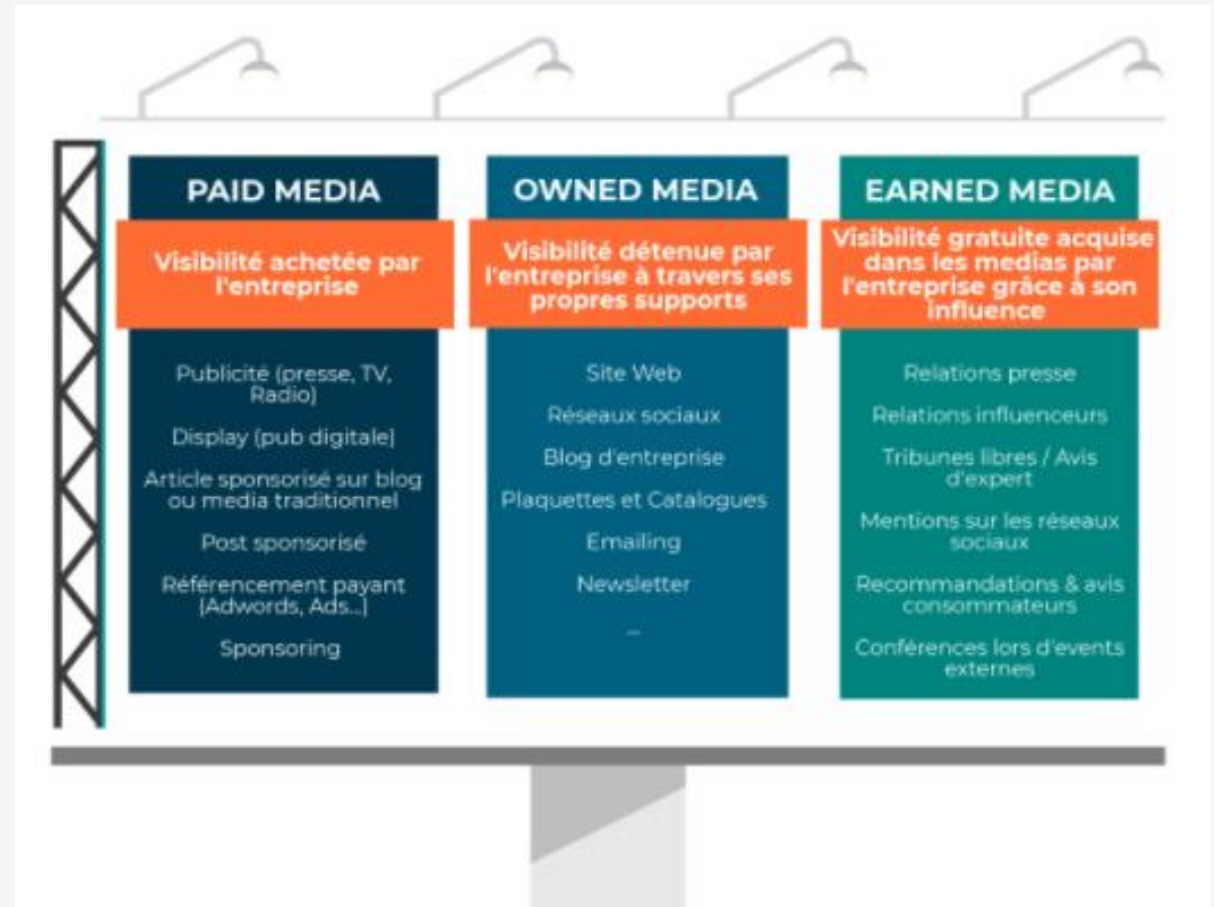 PAID MEDIA
Visibilité achetée par
l'entreprise
Publicité (presse, TV,
Radio)
Display (pub digitale)
Article sponsorisé sur blog
ou media traditionnel
Post sponsorisé
Référencement payant
(Adwords, Ads...)
Sponsoring
OWNED MEDIA
Visibilité détenue par
l'entreprise à travers ses
propres supports
Site Web
Réseaux sociaux
Blog d'entreprise
Plaquettes et Catalogues
Emailing
Newsletter
...
EARNED MEDIA
Visibilité gratuite acquise
dans les medias par
l'entreprise grâce à son
influence
Relations presse
Relations influenceurs
Tribunes libres / Avis
d'expert
Mentions sur les réseaux
sociaux
Recommandations & avis
consommateurs
Conférences lors d'events
externes